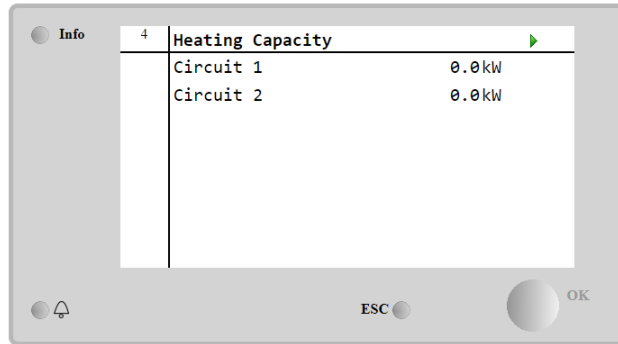 Info
4 Heating Capacity
Circuit 1 0.0kW
Circuit 2 0.0kW
ESC
OK